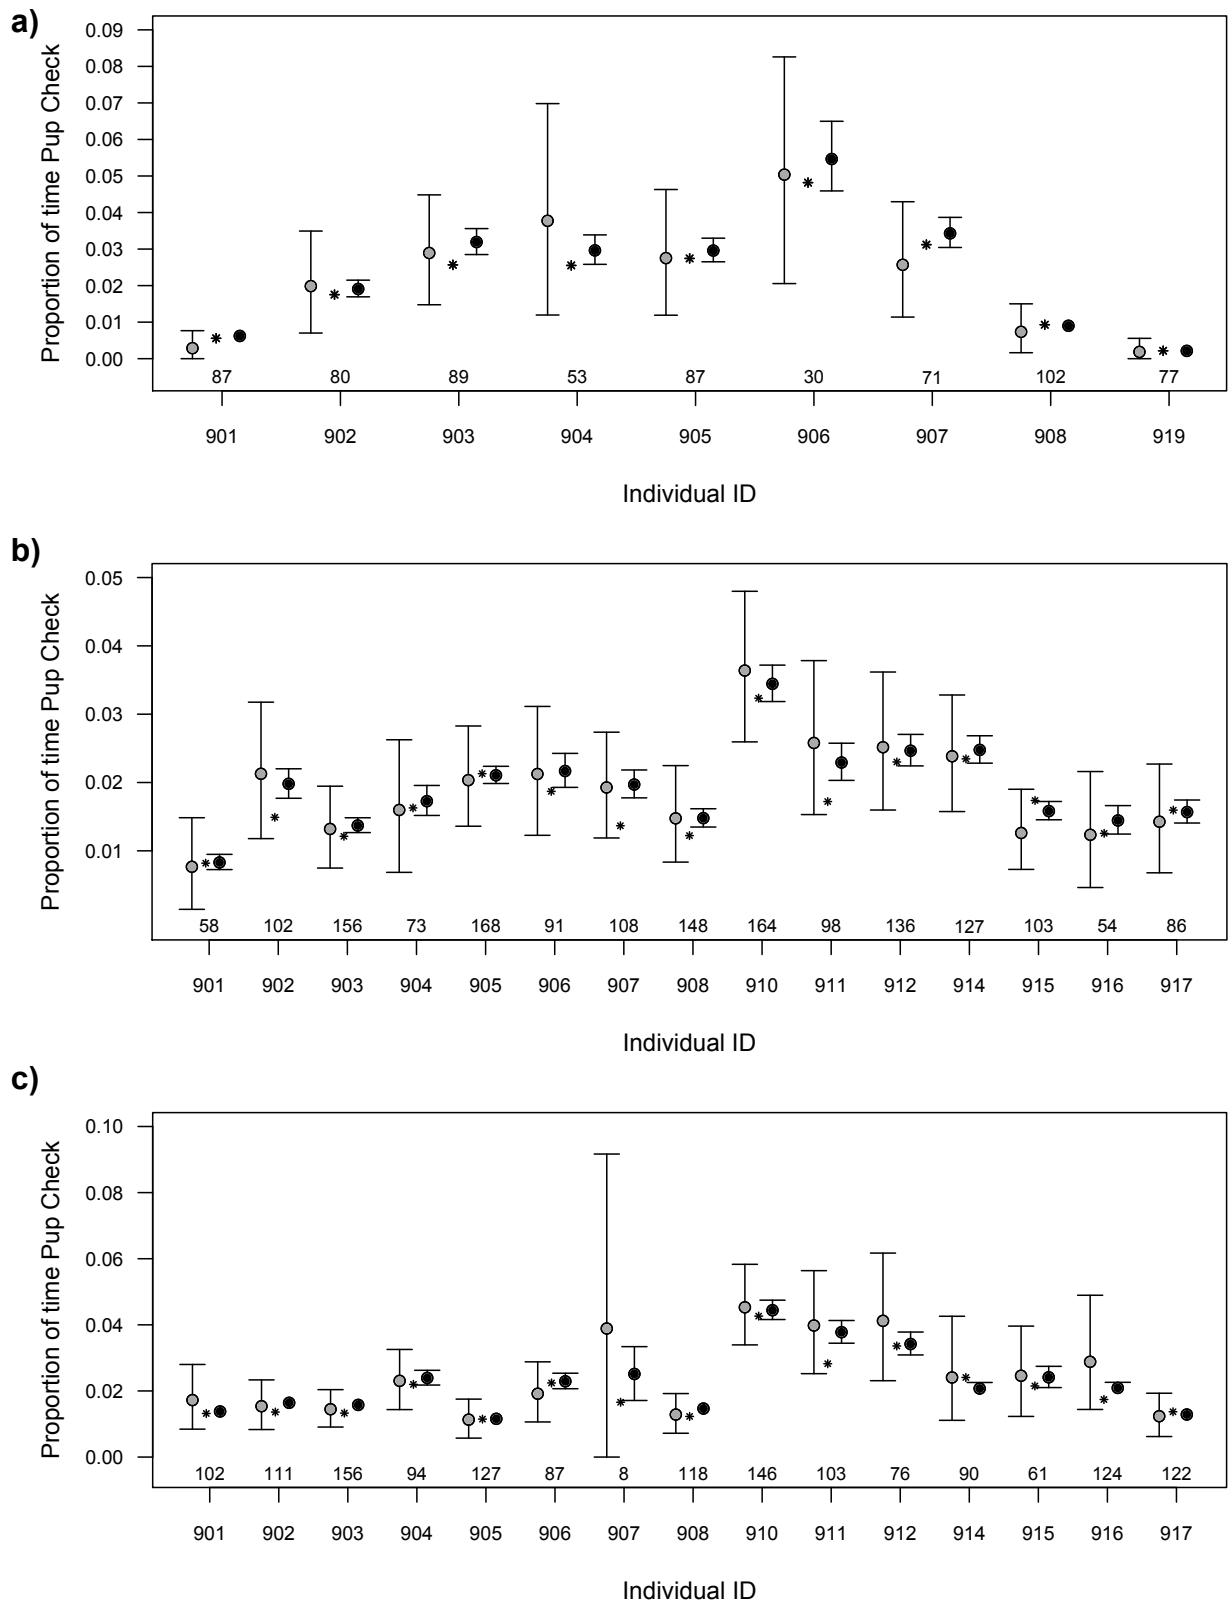 a)
Proportion of time Pup Check
0.09
0.08
0.07
0.06
0.05
0.04
0.03
0.02
0.01
0.00
87 80 89 53 87 30 71 102 77
901 902 903 904 905 906 907 908 919
Individual ID
b)
Proportion of time Pup Check
0.05
0.04
0.03
0.02
0.01
58 102 156 73 168 91 108 148 164 98 136 127 103 54 86
901 902 903 904 905 906 907 908 910 911 912 914 915 916 917
Individual ID
c)
Proportion of time Pup Check
0.10
0.08
0.06
0.04
0.02
0.00
102 111 156 94 127 87 8 118 146 103 76 90 61 124 122
901 902 903 904 905 906 907 908 910 911 912 914 915 916 917
Individual ID